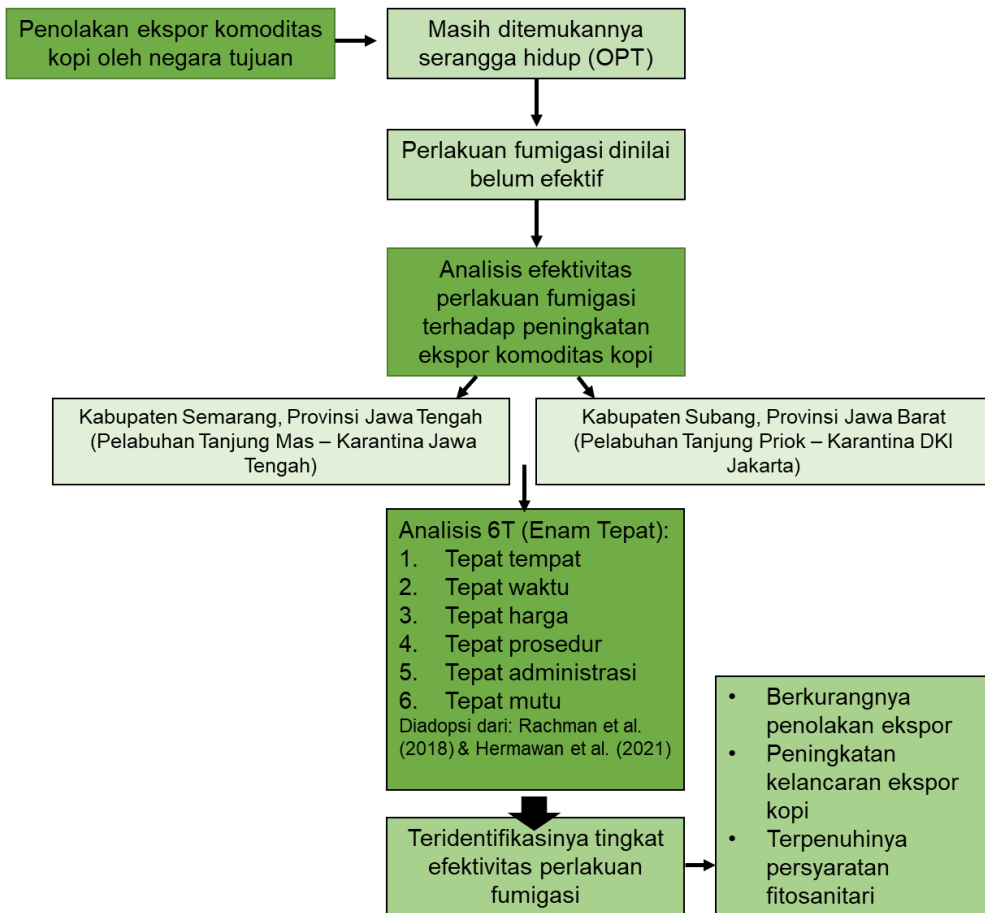 Penolakan ekspor komoditas
kopi oleh negara tujuan
Masih ditemukannya
serangga hidup (OPT)
Perlakuan fumigasi dinilai
belum efektif
Analisis efektivitas
perlakuan fumigasi
terhadap peningkatan
ekspor komoditas kopi
Kabupaten Semarang, Provinsi Jawa Tengah
(Pelabuhan Tanjung Mas – Karantina Jawa
Tengah)
Kabupaten Subang, Provinsi Jawa Barat
(Pelabuhan Tanjung Priok – Karantina DKI
Jakarta)
Analisis 6T (Enam Tepat):
1. Tepat tempat
2. Tepat waktu
3. Tepat harga
4. Tepat prosedur
5. Tepat administrasi
6. Tepat mutu
Diadopsi dari: Rachman et al.
(2018) & Hermawan et al. (2021)
Teridentifikasinya tingkat
efektivitas perlakuan
fumigasi
• Berkurangnya
penolakan ekspor
• Peningkatan
kelancaran ekspor
kopi
• Terpenuhinya
persyaratan
fitosanitari